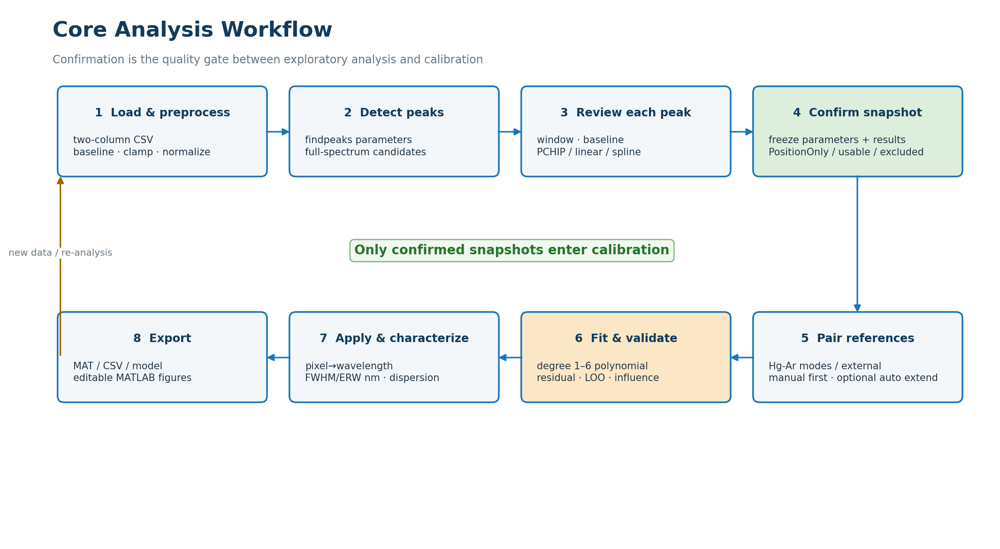 Core Analysis Workflow
Confirmation is the quality gate between exploratory analysis and calibration
1 Load & preprocess
two-column CSV
baseline · clamp · normalize
2 Detect peaks
findpeaks parameters
full-spectrum candidates
3 Review each peak
window · baseline
PCHIP / linear / spline
4 Confirm snapshot
freeze parameters + results
PositionOnly / usable / excluded
new data / re-analysis
Only confirmed snapshots enter calibration
8 Export
MAT / CSV / model
editable MATLAB figures
7 Apply & characterize
pixel→wavelength
FWHM/ERW nm · dispersion
6 Fit & validate
degree 1–6 polynomial
residual · LOO · influence
5 Pair references
Hg-Ar modes / external
manual first · optional auto extend